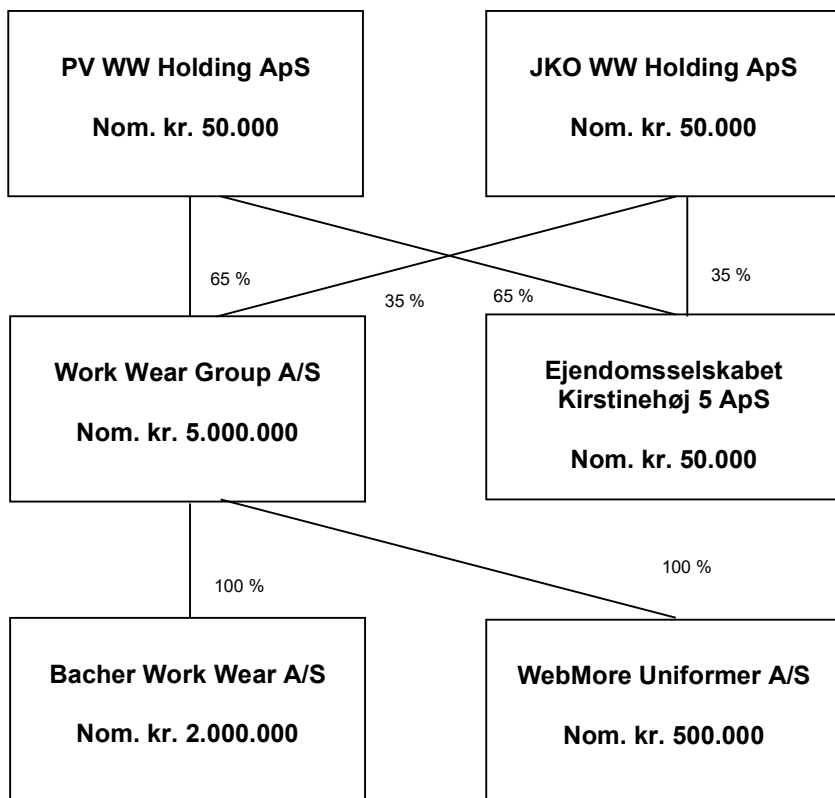 PV WW Holding ApS
Nom. kr. 50.000
JKO WW Holding ApS
Nom. kr. 50.000
65 %
35 %
65 %
35 %
Work Wear Group A/S
Nom. kr. 5.000.000
Ejendomsselskabet
Kirstinehøj 5 ApS
Nom. kr. 50.000
100 %
100 %
Bacher Work Wear A/S
Nom. kr. 2.000.000
WebMore Uniformer A/S
Nom. kr. 500.000